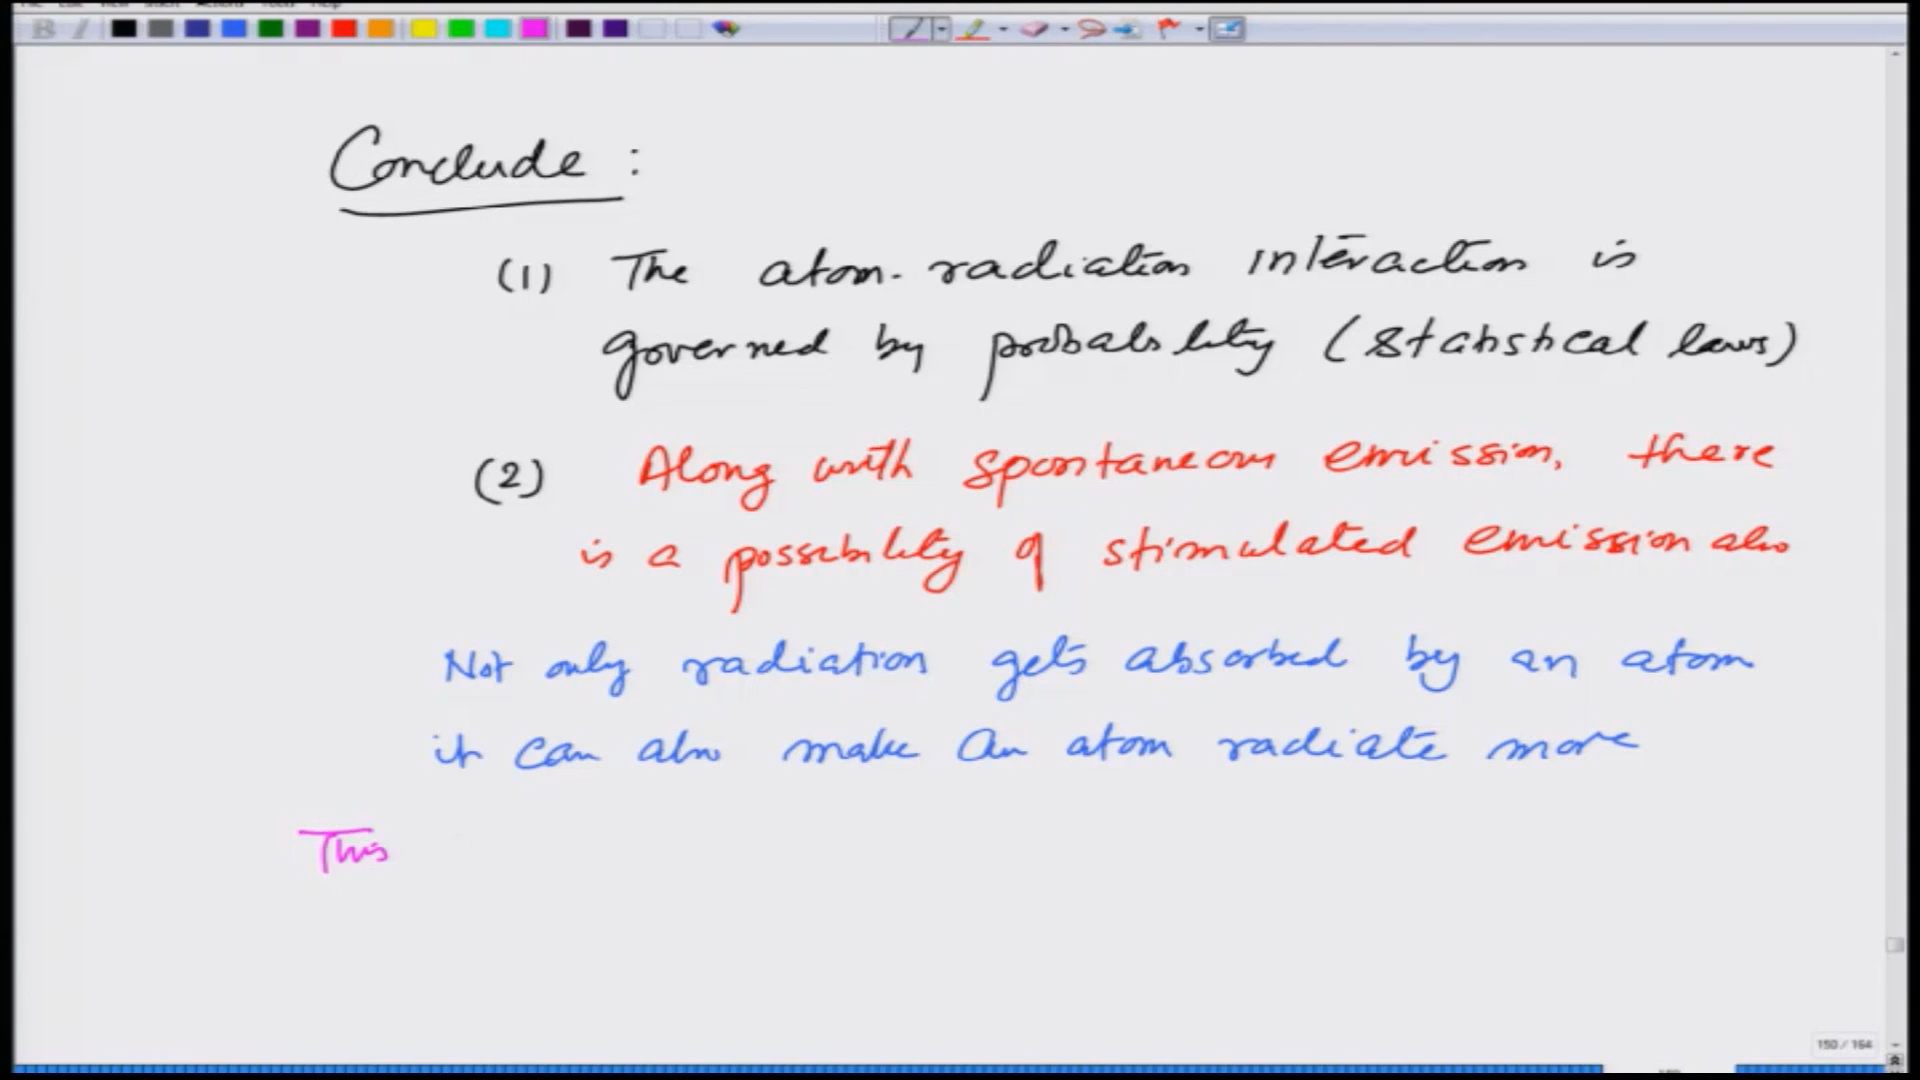 Conclude :
(1) The atom-radiation interaction is
governed by probability (Statistical laws)
(2) Along with spontaneous emission, there
is a possibility of stimulated emission also
Not only radiation gets absorbed by an atom
it can also make an atom radiate more
This
150 / 164